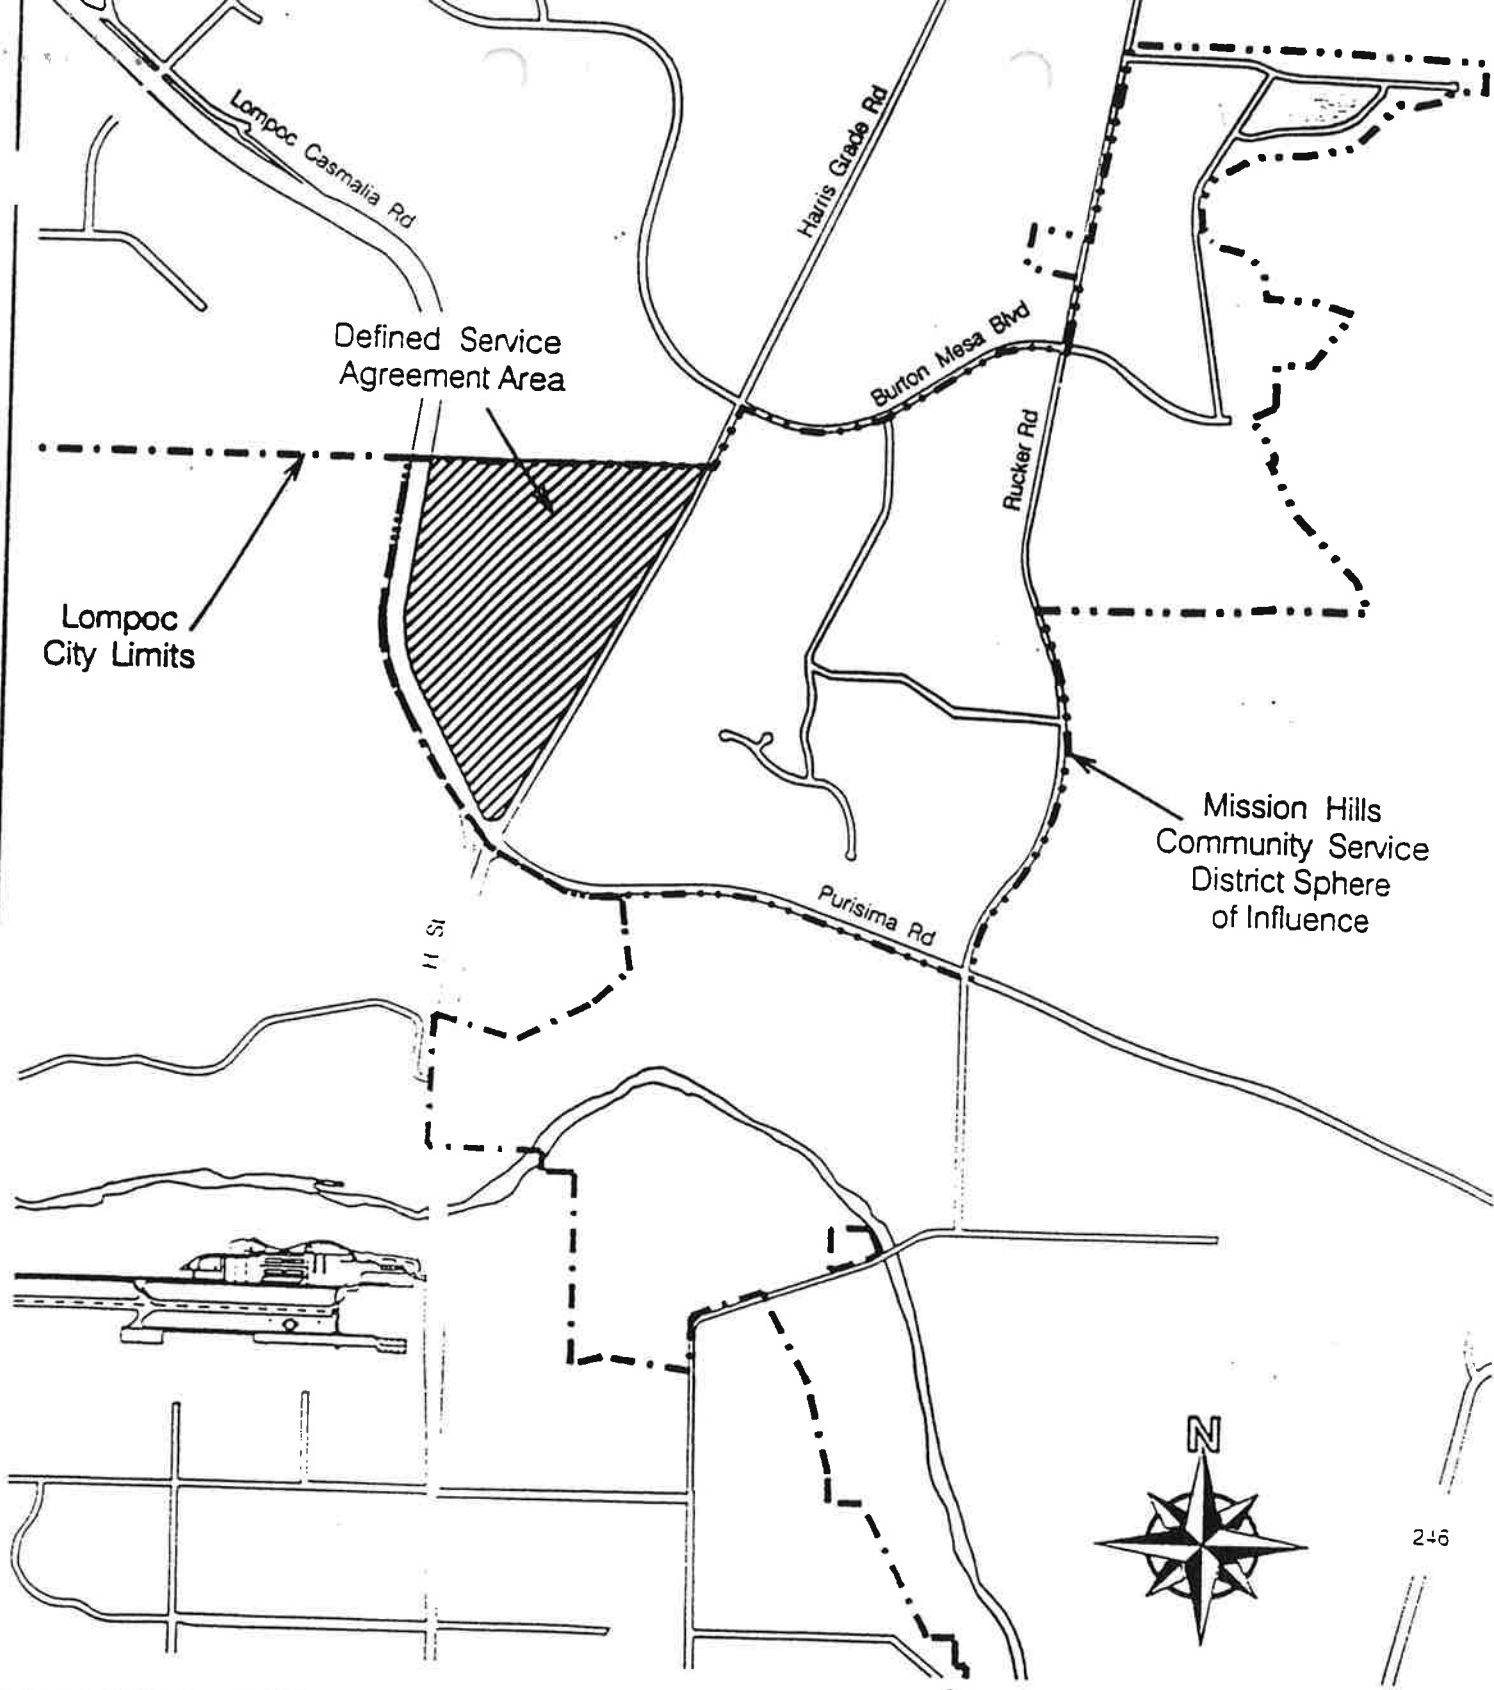 Lompoc Casmalia Rd
Harris Grade Rd
Defined Service
Agreement Area
Burton Mesa Blvd
Rucker Rd
Lompoc
City Limits
Mission Hills
Community Service
District Sphere
of Influence
Purisima Rd
H St
N
246